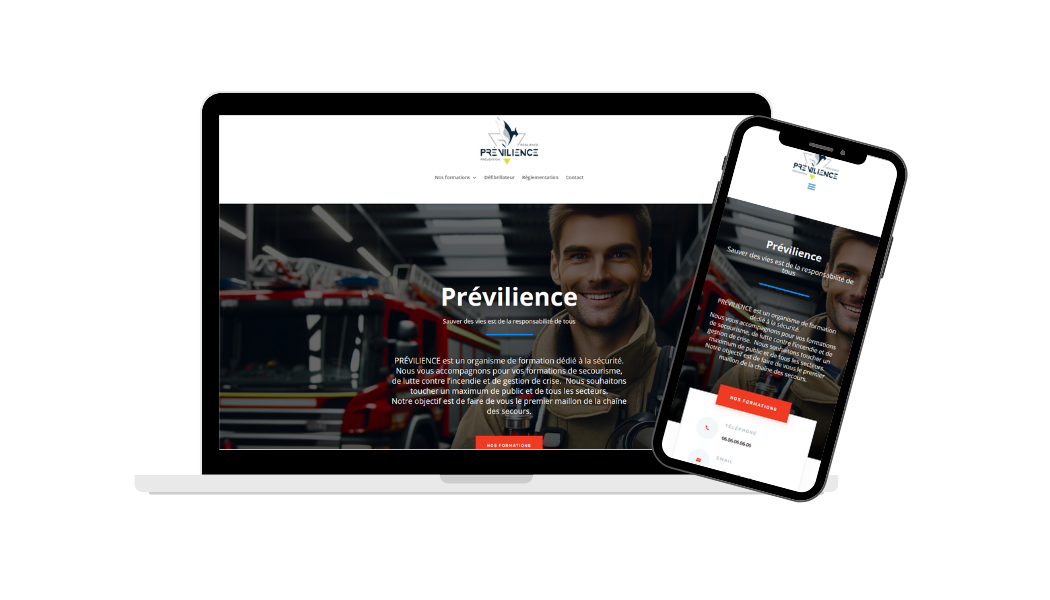 PRÉVILIENCE
Nos formations
Défibrillateur
Règlementation
Contact
Prévilience
Sauver des vies est de la responsabilité de tous
PRÉVILIENCE est un organisme de formation dédié à la sécurité.
Nous vous accompagnons pour vos formations de secourisme,
de lutte contre l'incendie et de gestion de crise. Nous souhaitons
toucher un maximum de public et de tous les secteurs.
Notre objectif est de faire de vous le premier maillon de la chaîne
des secours.
NOS FORMATIONS
PRÉVILIENCE
Prévilience
Sauver des vies est de la responsabilité de
tous
PRÉVILIENCE est un organisme de formation
dédié à la sécurité.
Nous vous accompagnons pour vos formations
de secourisme, de lutte contre l'incendie et de
gestion de crise. Nous souhaitons toucher un
maximum de public et de tous les secteurs.
Notre objectif est de faire de vous le premier
maillon de la chaîne des secours.
NOS FORMATIONS
TÉLÉPHONE
06.06.06.06.06
EMAIL